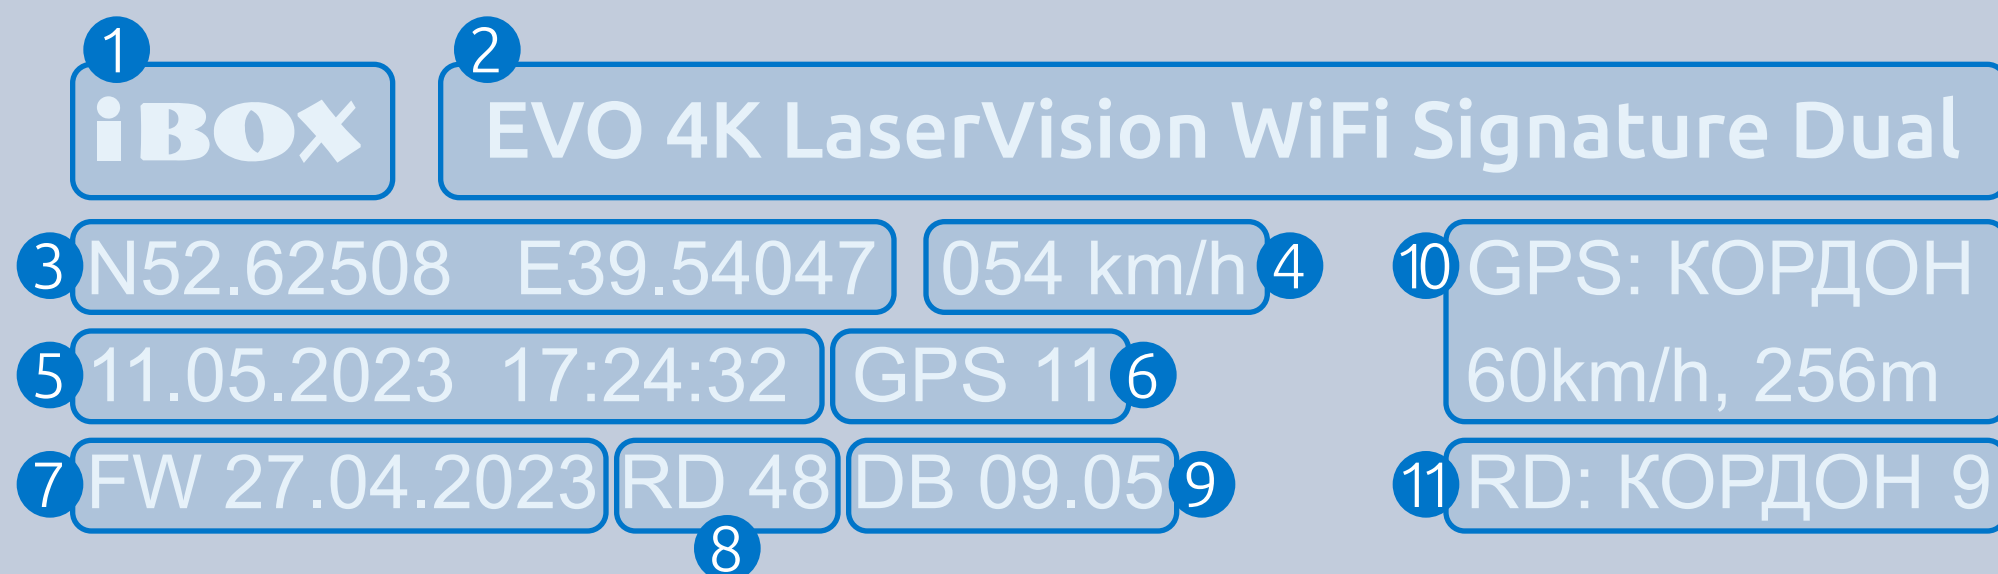 1 2
iBOX EVO 4K LaserVision WiFi Signature Dual
3 N52.62508 E39.54047 054 km/h 4 10 GPS: КОРДОН
5 11.05.2023 17:24:32 GPS 11 6 60km/h, 256m
7 FW 27.04.2023 RD 48 DB 09.05 9 11 RD: КОРДОН 9
8